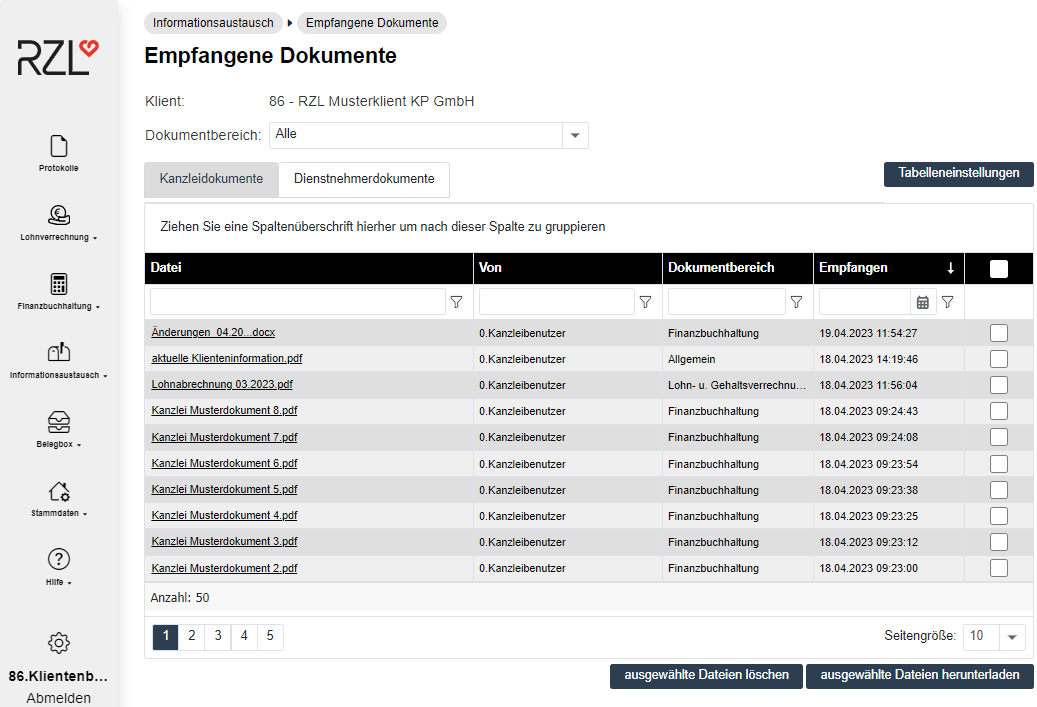 RZL
Protokolle
Lohnverrechnung
Finanzbuchhaltung
Informationsaustausch
Belegbox
Stammdaten
Hilfe
86.Klientenb...
Abmelden
Informationsaustausch Empfangene Dokumente
Empfangene Dokumente
Klient: 86 - RZL Musterklient KP GmbH
Dokumentbereich: Alle
Kanzleidokumente Dienstnehmerdokumente Tabelleneinstellungen
Ziehen Sie eine Spaltenüberschrift hierher um nach dieser Spalte zu gruppieren
Datei Von Dokumentbereich Empfangen ↓
Änderungen_04.20...docx 0.Kanzleibenutzer Finanzbuchhaltung 19.04.2023 11:54:27
aktuelle Klienteninformation.pdf 0.Kanzleibenutzer Allgemein 18.04.2023 14:19:46
Lohnabrechnung 03.2023.pdf 0.Kanzleibenutzer Lohn- u. Gehaltsverrechnu... 18.04.2023 11:56:04
Kanzlei Musterdokument 8.pdf 0.Kanzleibenutzer Finanzbuchhaltung 18.04.2023 09:24:43
Kanzlei Musterdokument 7.pdf 0.Kanzleibenutzer Finanzbuchhaltung 18.04.2023 09:24:08
Kanzlei Musterdokument 6.pdf 0.Kanzleibenutzer Finanzbuchhaltung 18.04.2023 09:23:54
Kanzlei Musterdokument 5.pdf 0.Kanzleibenutzer Finanzbuchhaltung 18.04.2023 09:23:38
Kanzlei Musterdokument 4.pdf 0.Kanzleibenutzer Finanzbuchhaltung 18.04.2023 09:23:25
Kanzlei Musterdokument 3.pdf 0.Kanzleibenutzer Finanzbuchhaltung 18.04.2023 09:23:12
Kanzlei Musterdokument 2.pdf 0.Kanzleibenutzer Finanzbuchhaltung 18.04.2023 09:23:00
Anzahl: 50
1 2 3 4 5 Seitengröße: 10
ausgewählte Dateien löschen ausgewählte Dateien herunterladen